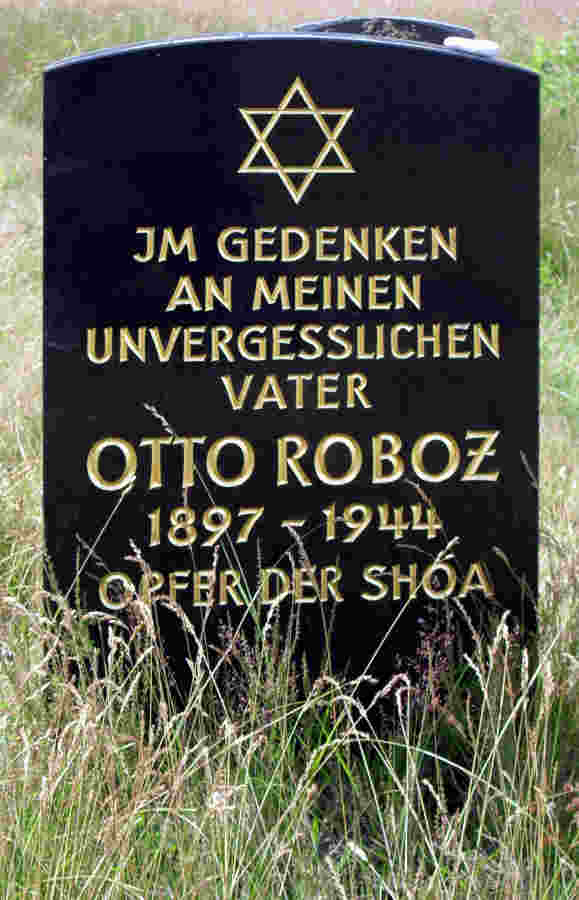 JM GEDENKEN
AN MEINEN
UNVERGESSLICHEN
VATER
OTTO ROBOZ
1897 - 1944
OPFER DER SHOA